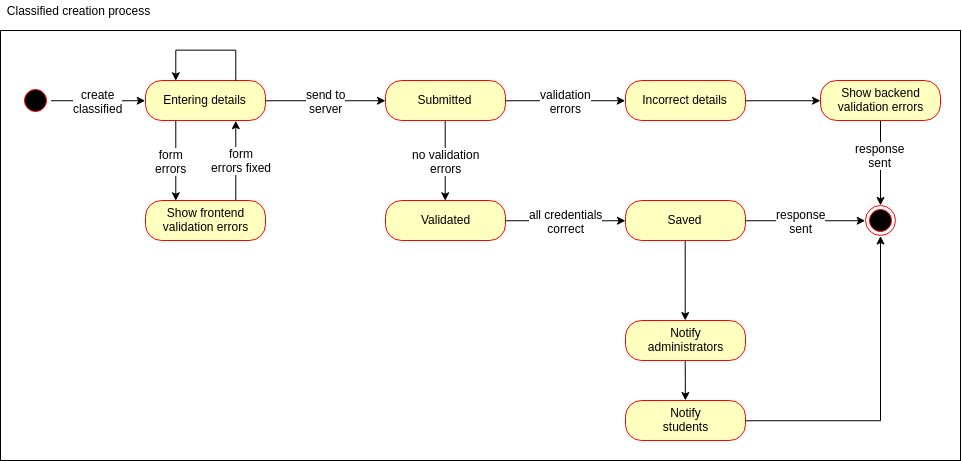 Classified creation process
create
classified
Entering details
send to
server
Submitted
validation
errors
Incorrect details
Show backend
validation errors
form
errors
form
errors fixed
no validation
errors
response
sent
Show frontend
validation errors
Validated
all credentials
correct
Saved
response
sent
Notify
administrators
Notify
students